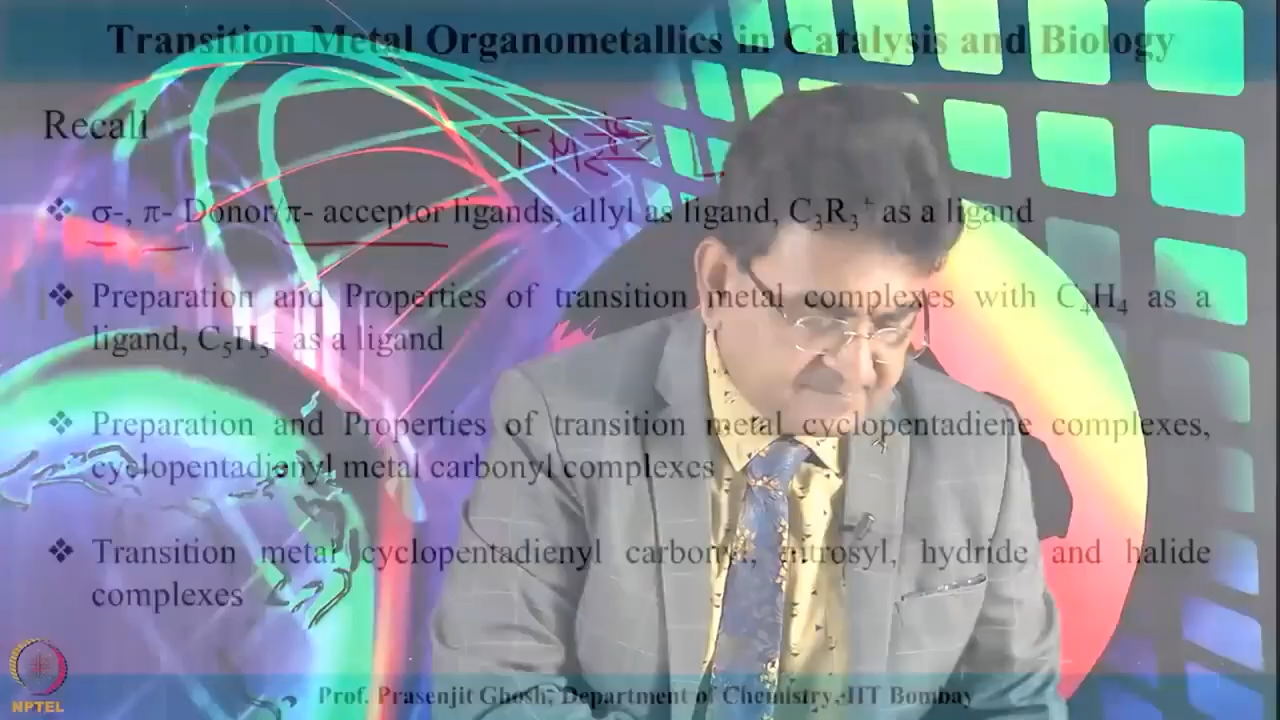 Transition Metal Organometallics in Catalysis and Biology
Recall
❖ σ-, π- Donor/π- acceptor ligands, allyl as ligand, C₃R₃⁺ as a ligand
❖ Preparation and Properties of transition metal complexes with C₄H₄ as a
ligand, C₅H₅⁻ as a ligand
❖ Preparation and Properties of transition metal cyclopentadiene complexes,
cyclopentadienyl metal carbonyl complexes
❖ Transition metal cyclopentadienyl carbonyl, nitrosyl, hydride and halide
complexes
NPTEL
Prof. Prasenjit Ghosh, Department of Chemistry, IIT Bombay